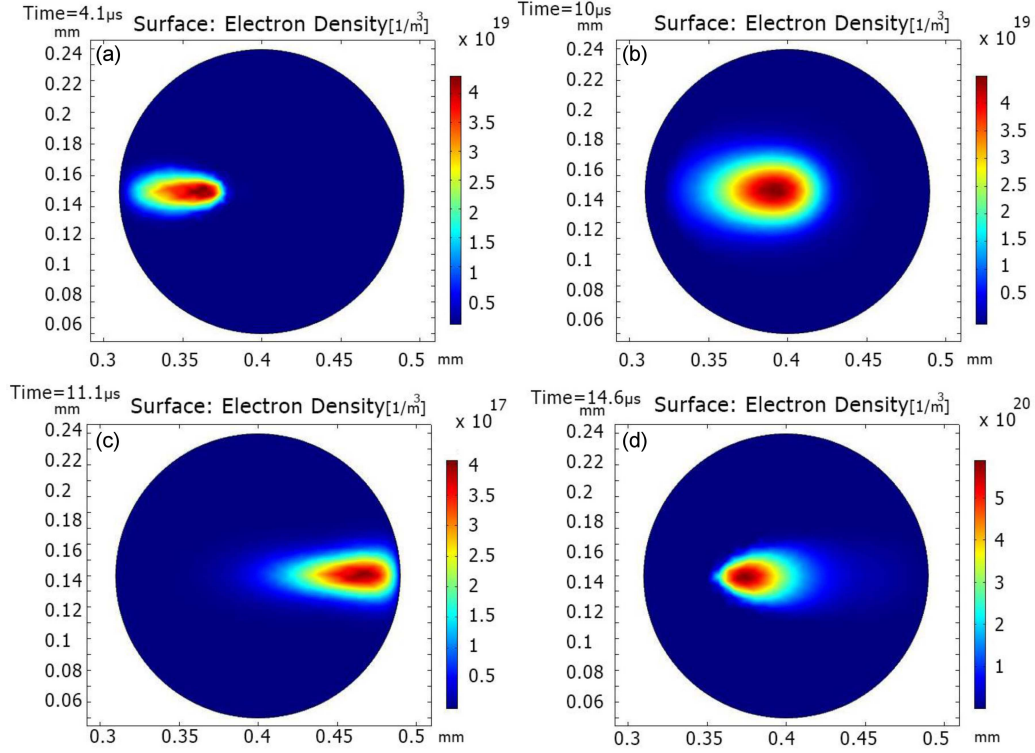 Time=4.1µs
mm
Surface: Electron Density[1/m³]
x 10¹⁹
(a)
0.24
0.22
0.2
0.18
0.16
0.14
0.12
0.1
0.08
0.06
0.3 0.35 0.4 0.45 0.5 mm
4
3.5
3
2.5
2
1.5
1
0.5
Time=10µs
mm
Surface: Electron Density[1/m³]
x 10¹⁹
(b)
0.24
0.22
0.2
0.18
0.16
0.14
0.12
0.1
0.08
0.06
0.3 0.35 0.4 0.45 0.5 mm
4
3.5
3
2.5
2
1.5
1
0.5
Time=11.1µs
mm
Surface: Electron Density[1/m³]
x 10¹⁷
(c)
0.24
0.22
0.2
0.18
0.16
0.14
0.12
0.1
0.08
0.06
0.35 0.4 0.45 0.5 mm
4
3.5
3
2.5
2
1.5
1
0.5
Time=14.6µs
mm
Surface: Electron Density[1/m³]
x 10²⁰
(d)
0.24
0.22
0.2
0.18
0.16
0.14
0.12
0.1
0.08
0.06
0.3 0.35 0.4 0.45 0.5 mm
5
4
3
2
1